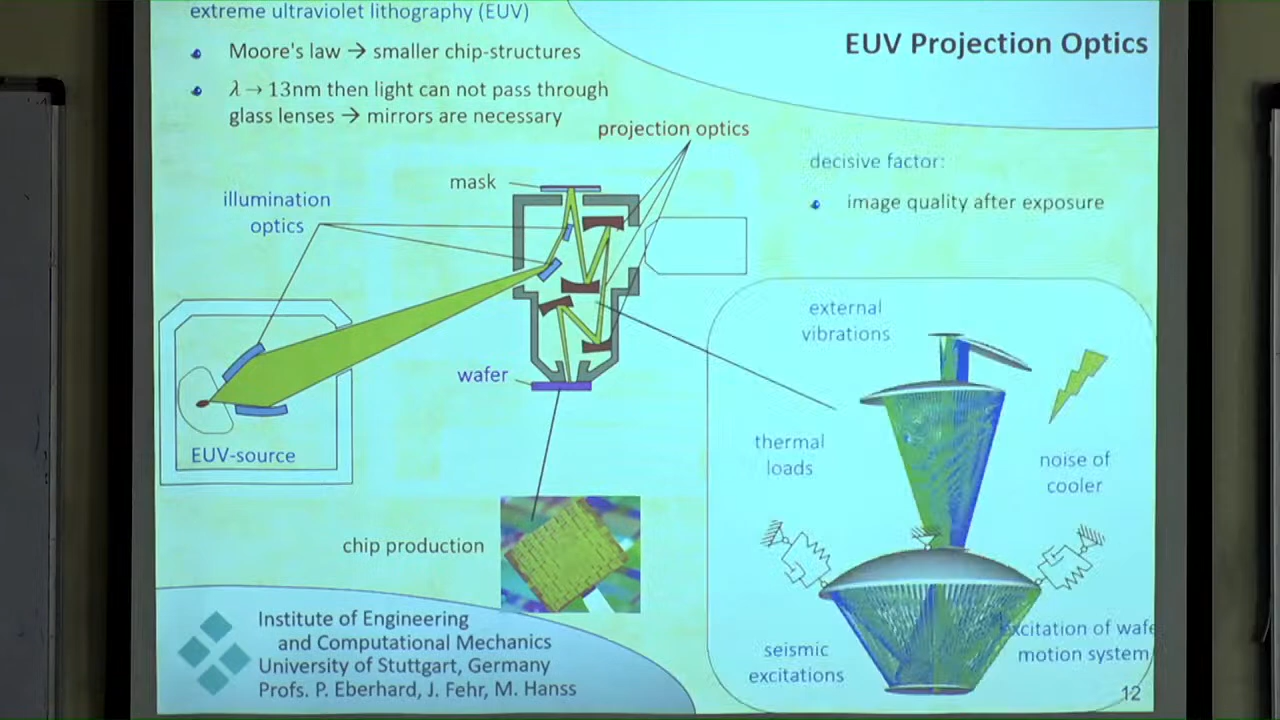 extreme ultraviolet lithography (EUV)
EUV Projection Optics
Moore's law → smaller chip-structures
λ → 13nm then light can not pass through
glass lenses → mirrors are necessary
projection optics
decisive factor:
image quality after exposure
mask
illumination
optics
external
vibrations
wafer
thermal
loads
noise of
cooler
EUV-source
chip production
Institute of Engineering
and Computational Mechanics
University of Stuttgart, Germany
Profs. P. Eberhard, J. Fehr, M. Hanss
seismic
excitations
excitation of wafe
motion system
12